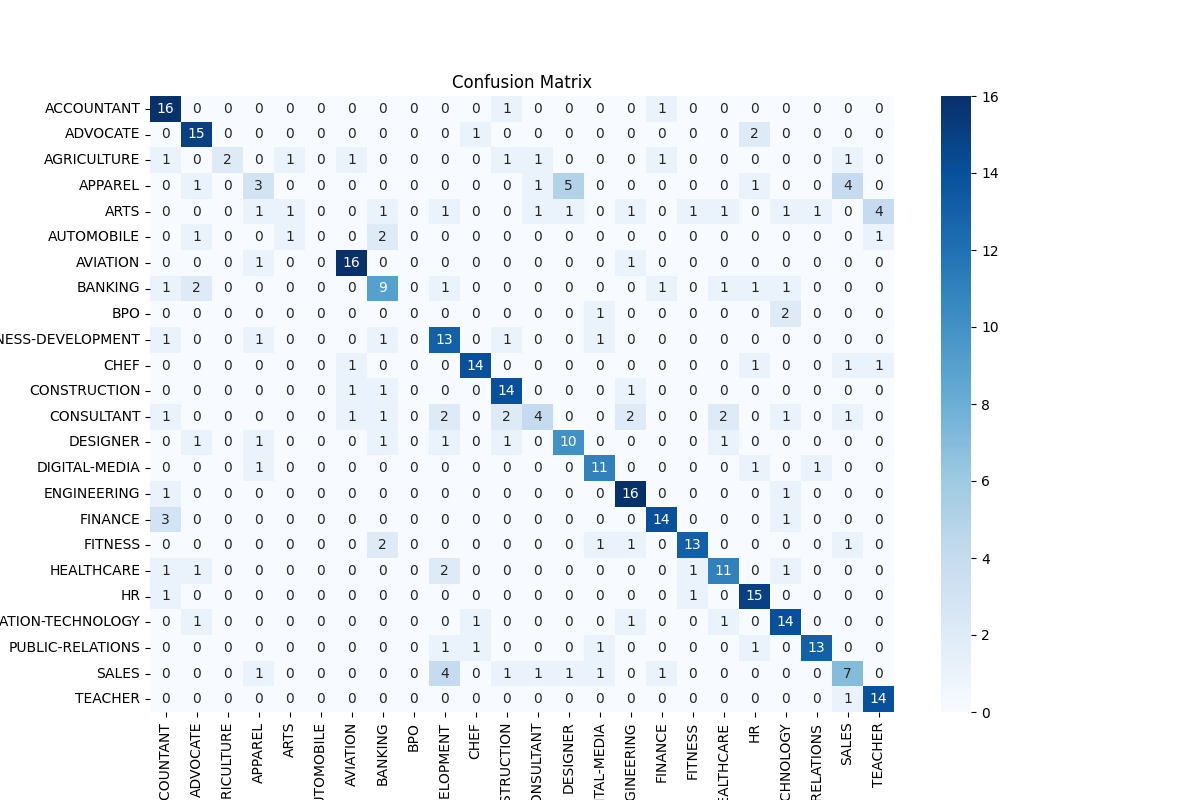 Confusion Matrix
ACCOUNTANT 16 0 0 0 0 0 0 0 0 0 0 1 0 0 0 0 1 0 0 0 0 0 0 0
ADVOCATE 0 15 0 0 0 0 0 0 0 0 1 0 0 0 0 0 0 0 0 2 0 0 0 0
AGRICULTURE 1 0 2 0 1 0 1 0 0 0 0 1 1 0 0 0 1 0 0 0 0 0 1 0
APPAREL 0 1 0 3 0 0 0 0 0 0 0 0 1 5 0 0 0 0 0 1 0 0 4 0
ARTS 0 0 0 1 1 0 0 1 0 1 0 0 1 1 0 1 0 1 1 0 1 1 0 4
AUTOMOBILE 0 1 0 0 1 0 0 2 0 0 0 0 0 0 0 0 0 0 0 0 0 0 0 1
AVIATION 0 0 0 1 0 0 16 0 0 0 0 0 0 0 0 1 0 0 0 0 0 0 0 0
BANKING 1 2 0 0 0 0 0 9 0 1 0 0 0 0 0 0 1 0 1 1 1 0 0 0
BPO 0 0 0 0 0 0 0 0 0 0 0 0 0 0 1 0 0 0 0 0 2 0 0 0
NESS-DEVELOPMENT 1 0 0 1 0 0 0 1 0 13 0 1 0 0 1 0 0 0 0 0 0 0 0 0
CHEF 0 0 0 0 0 0 1 0 0 0 14 0 0 0 0 0 0 0 0 1 0 0 1 1
CONSTRUCTION 0 0 0 0 0 0 1 1 0 0 0 14 0 0 0 1 0 0 0 0 0 0 0 0
CONSULTANT 1 0 0 0 0 0 1 1 0 2 0 2 4 0 0 2 0 0 2 0 1 0 1 0
DESIGNER 0 1 0 1 0 0 0 1 0 1 0 1 0 10 0 0 0 0 1 0 0 0 0 0
DIGITAL-MEDIA 0 0 0 1 0 0 0 0 0 0 0 0 0 0 11 0 0 0 0 1 0 1 0 0
ENGINEERING 1 0 0 0 0 0 0 0 0 0 0 0 0 0 0 16 0 0 0 0 1 0 0 0
FINANCE 3 0 0 0 0 0 0 0 0 0 0 0 0 0 0 0 14 0 0 0 1 0 0 0
FITNESS 0 0 0 0 0 0 0 2 0 0 0 0 0 0 1 1 0 13 0 0 0 0 1 0
HEALTHCARE 1 1 0 0 0 0 0 0 0 2 0 0 0 0 0 0 0 1 11 0 1 0 0 0
HR 1 0 0 0 0 0 0 0 0 0 0 0 0 0 0 0 0 1 0 15 0 0 0 0
ATION-TECHNOLOGY 0 1 0 0 0 0 0 0 0 0 1 0 0 0 0 1 0 0 1 0 14 0 0 0
PUBLIC-RELATIONS 0 0 0 0 0 0 0 0 0 1 1 0 0 0 1 0 0 0 0 1 0 13 0 0
SALES 0 0 0 1 0 0 0 0 0 4 0 1 1 1 1 0 1 0 0 0 0 0 7 0
TEACHER 0 0 0 0 0 0 0 0 0 0 0 0 0 0 0 0 0 0 0 0 0 0 1 14
COUNTANT
ADVOCATE
RICULTURE
APPAREL
ARTS
UTOMOBILE
AVIATION
BANKING
BPO
ELOPMENT
CHEF
STRUCTION
ONSULTANT
DESIGNER
TAL-MEDIA
GINEERING
FINANCE
FITNESS
EALTHCARE
HR
CHNOLOGY
RELATIONS
SALES
TEACHER
16
14
12
10
8
6
4
2
0